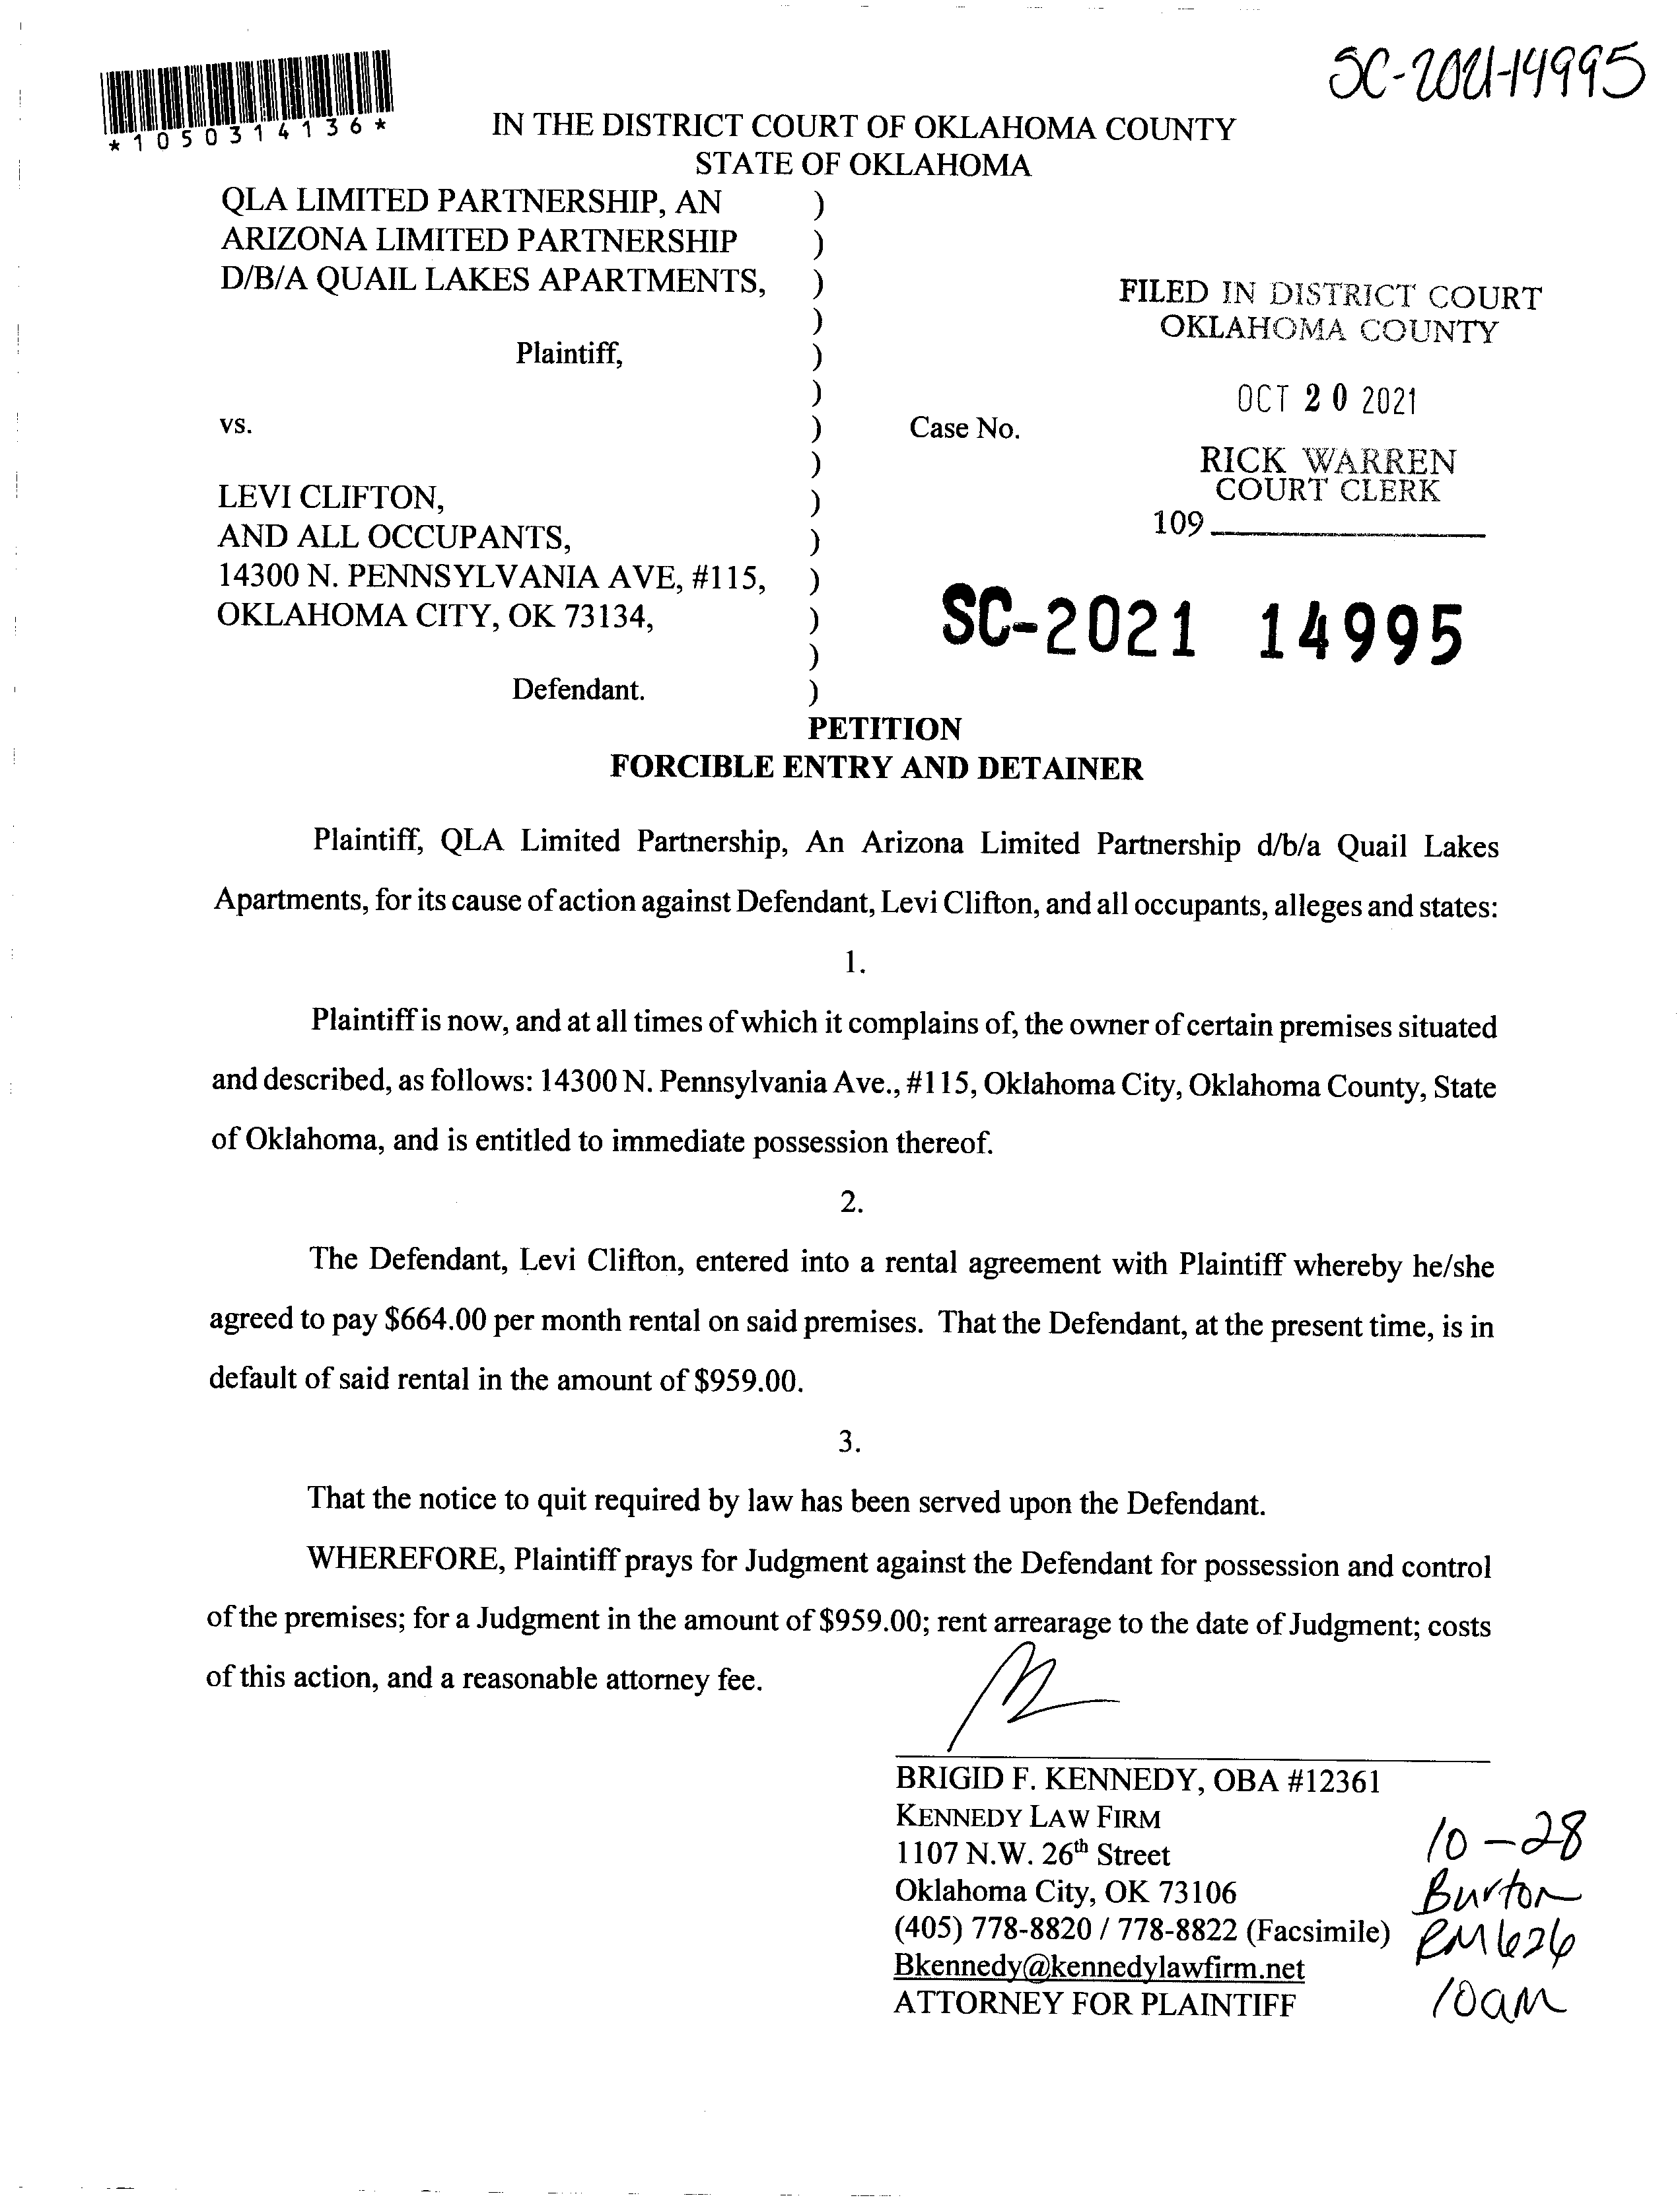 SC-2021-14995
*1050314136*
IN THE DISTRICT COURT OF OKLAHOMA COUNTY
STATE OF OKLAHOMA
QLA LIMITED PARTNERSHIP, AN )
ARIZONA LIMITED PARTNERSHIP )
D/B/A QUAIL LAKES APARTMENTS, )
)
Plaintiff, )
)
vs. )
)
LEVI CLIFTON, )
AND ALL OCCUPANTS, )
14300 N. PENNSYLVANIA AVE, #115, )
OKLAHOMA CITY, OK 73134, )
)
Defendant. )
FILED IN DISTRICT COURT
OKLAHOMA COUNTY
OCT 20 2021
Case No.
RICK WARREN
COURT CLERK
109
SC-2021 14995
PETITION
FORCIBLE ENTRY AND DETAINER
Plaintiff, QLA Limited Partnership, An Arizona Limited Partnership d/b/a Quail Lakes
Apartments, for its cause of action against Defendant, Levi Clifton, and all occupants, alleges and states:
1.
Plaintiff is now, and at all times of which it complains of, the owner of certain premises situated
and described, as follows: 14300 N. Pennsylvania Ave., #115, Oklahoma City, Oklahoma County, State
of Oklahoma, and is entitled to immediate possession thereof.
2.
The Defendant, Levi Clifton, entered into a rental agreement with Plaintiff whereby he/she
agreed to pay $664.00 per month rental on said premises. That the Defendant, at the present time, is in
default of said rental in the amount of $959.00.
3.
That the notice to quit required by law has been served upon the Defendant.
WHEREFORE, Plaintiff prays for Judgment against the Defendant for possession and control
of the premises; for a Judgment in the amount of $959.00; rent arrearage to the date of Judgment; costs
of this action, and a reasonable attorney fee.
BRIGID F. KENNEDY, OBA #12361
KENNEDY LAW FIRM
1107 N.W. 26th Street
Oklahoma City, OK 73106
(405) 778-8820 / 778-8822 (Facsimile)
Bkennedy@kennedylawfirm.net
ATTORNEY FOR PLAINTIFF
10-28
Burton
RM 626
10am